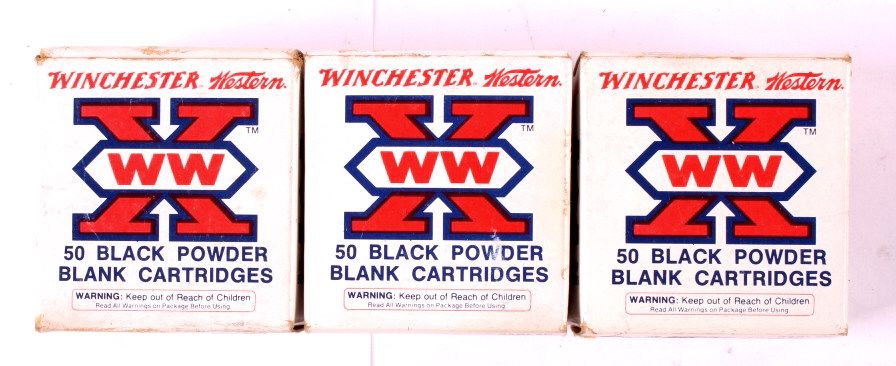 WINCHESTER Western.
X
TM
WW
50 BLACK POWDER
BLANK CARTRIDGES
WARNING: Keep out of Reach of Children
Read All Warnings on Package Before Using.
WINCHESTER Western.
X
TM
WW
50 BLACK POWDER
BLANK CARTRIDGES
WARNING: Keep out of Reach of Children
Read All Warnings on Package Before Using.
WINCHESTER Western.
X
TM
WW
50 BLACK POWDER
BLANK CARTRIDGES
WARNING: Keep out of Reach of Children
Read All Warnings on Package Before Using.